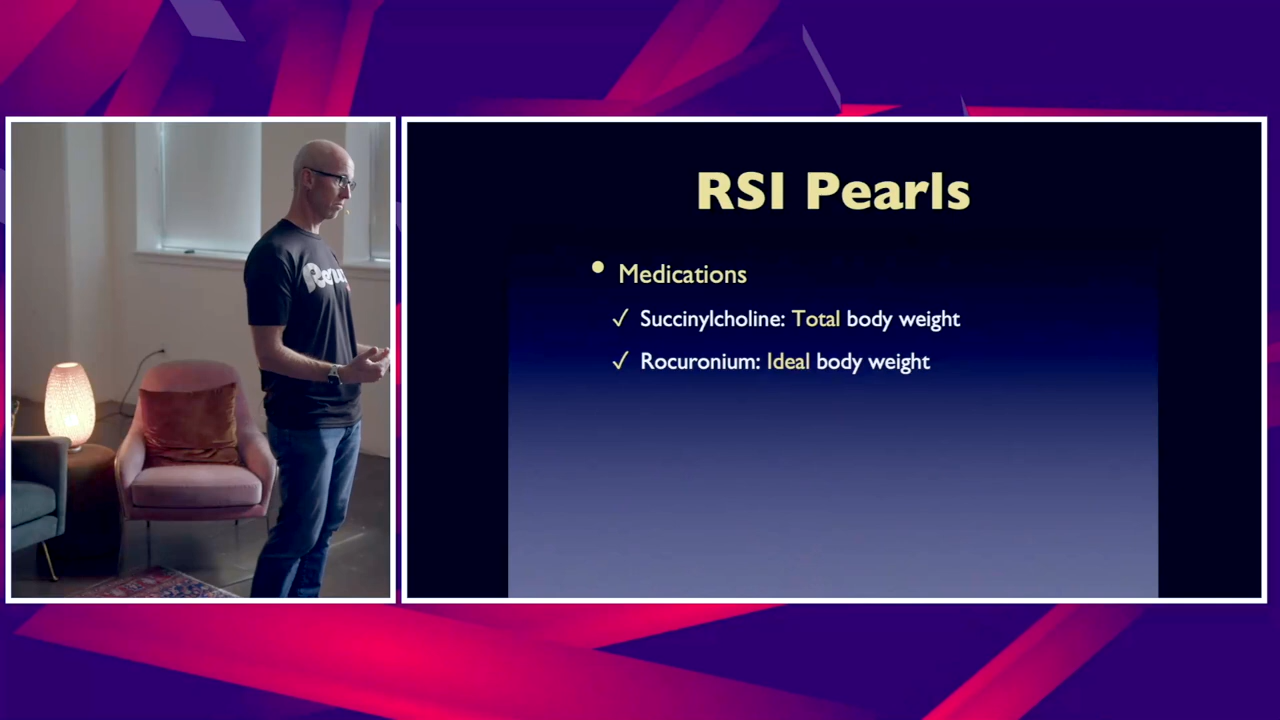 RSI Pearls
Medications
✓ Succinylcholine: Total body weight
✓ Rocuronium: Ideal body weight